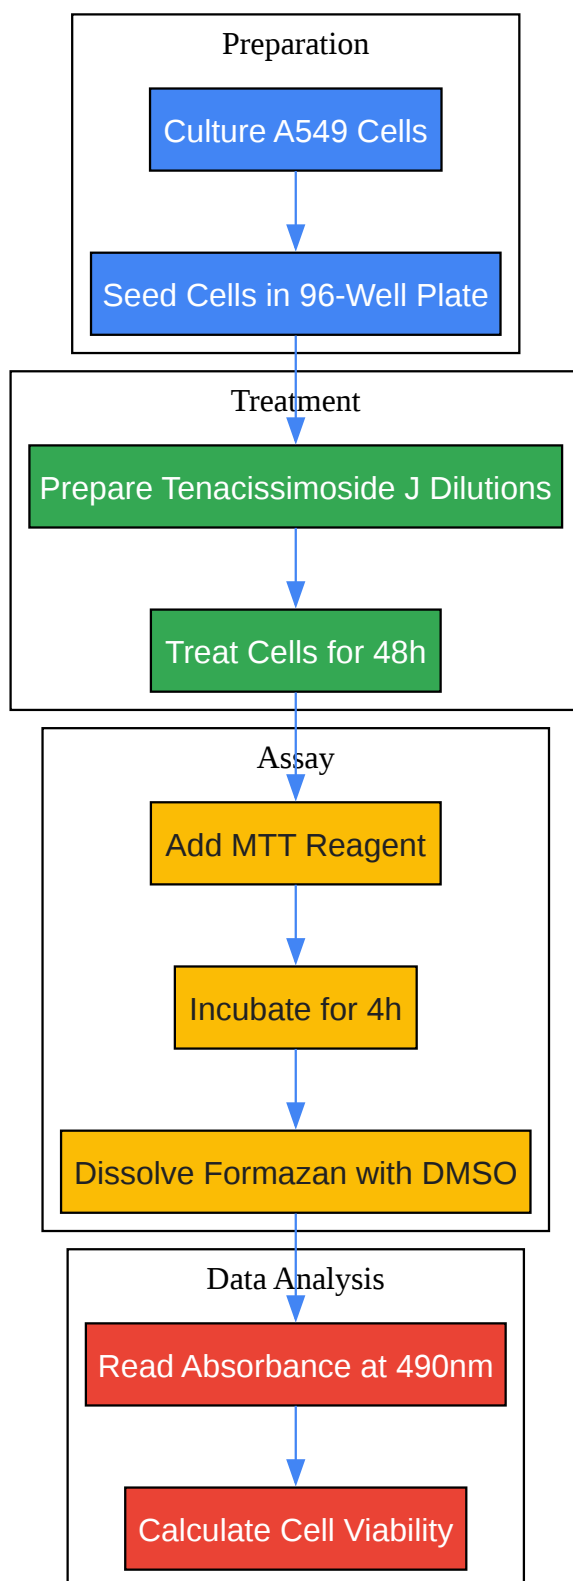 Preparation
Culture A549 Cells
Seed Cells in 96-Well Plate
Treatment
Prepare Tenacissimoside J Dilutions
Treat Cells for 48h
Assay
Add MTT Reagent
Incubate for 4h
Dissolve Formazan with DMSO
Data Analysis
Read Absorbance at 490nm
Calculate Cell Viability